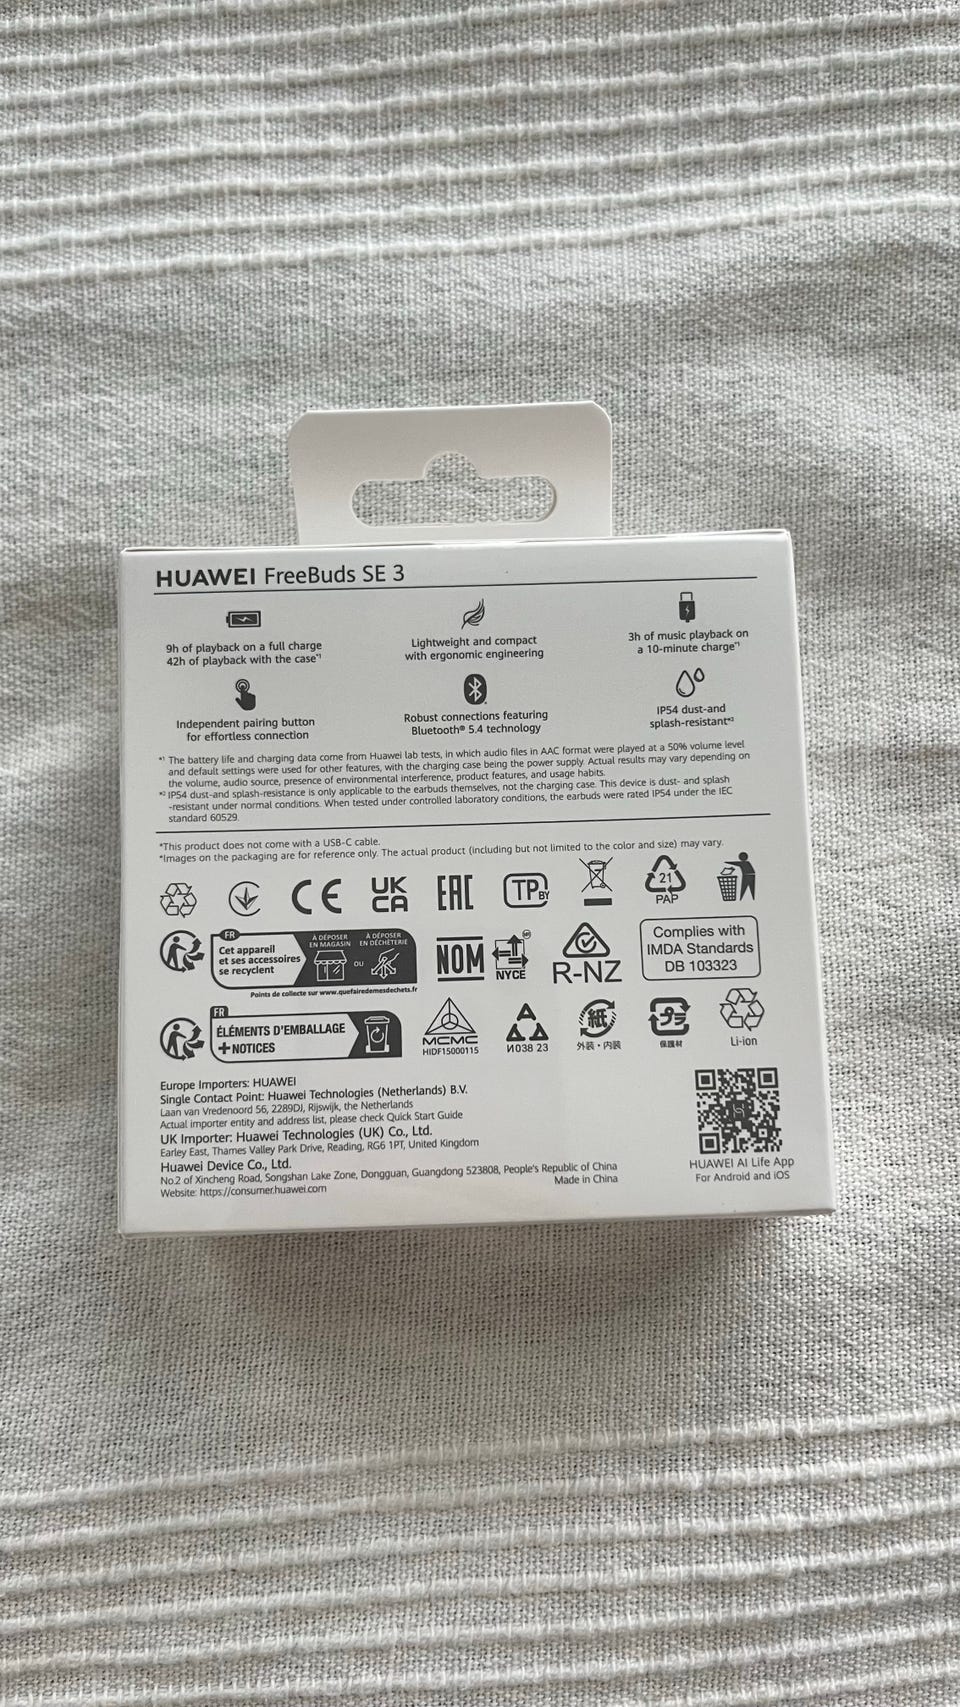 HUAWEI FreeBuds SE 3
9h of playback on a full charge
42h of playback with the case*1
Lightweight and compact
with ergonomic engineering
3h of music playback on
a 10-minute charge*1
Independent pairing button
for effortless connection
Robust connections featuring
Bluetooth® 5.4 technology
IP54 dust-and
splash-resistant*2
*1 The battery life and charging data come from Huawei lab tests, in which audio files in AAC format were played at a 50% volume level
and default settings were used for other features, with the charging case being the power supply. Actual results may vary depending on
the volume, audio source, presence of environmental interference, product features, and usage habits.
*2 IP54 dust-and splash-resistance is only applicable to the earbuds themselves, not the charging case. This device is dust- and splash
-resistant under normal conditions. When tested under controlled laboratory conditions, the earbuds were rated IP54 under the IEC
standard 60529.
*This product does not come with a USB-C cable.
*Images on the packaging are for reference only. The actual product (including but not limited to the color and size) may vary.
CE
UK
CA
EAC
TP BY
21
PAP
FR
Cet appareil
et ses accessoires
se recyclent
À DÉPOSER
EN MAGASIN
OU
À DÉPOSER
EN DÉCHÈTERIE
Points de collecte sur www.quefairedemesdechets.fr
NOM
NYCE
R-NZ
Complies with
IMDA Standards
DB 103323
FR
ÉLÉMENTS D'EMBALLAGE
+NOTICES
MCMC
HIDF15000115
И038 23
紙
外装・内装
プラ
保護材
Li-ion
Europe Importers: HUAWEI
Single Contact Point: Huawei Technologies (Netherlands) B.V.
Laan van Vredenoord 56, 2289DJ, Rijswijk, the Netherlands
Actual importer entity and address list, please check Quick Start Guide
UK Importer: Huawei Technologies (UK) Co., Ltd.
Earley East, Thames Valley Park Drive, Reading, RG6 1PT, United Kingdom
Huawei Device Co., Ltd.
No.2 of Xincheng Road, Songshan Lake Zone, Dongguan, Guangdong 523808, People's Republic of China
Website: https://consumer.huawei.com
Made in China
HUAWEI AI Life App
For Android and iOS